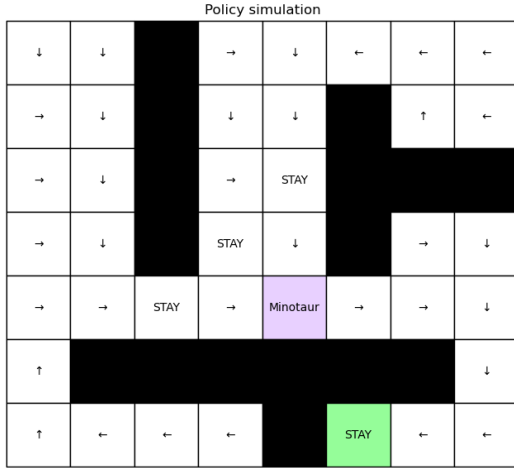 Policy simulation
↓ ↓ → ↓ ← ← ←
→ ↓ ↓ ↓ ↑ ←
→ ↓ → STAY
→ ↓ STAY ↓ → ↓
→ → STAY → Minotaur → → ↓
↑ ↓
↑ ← ← ← STAY ← ←